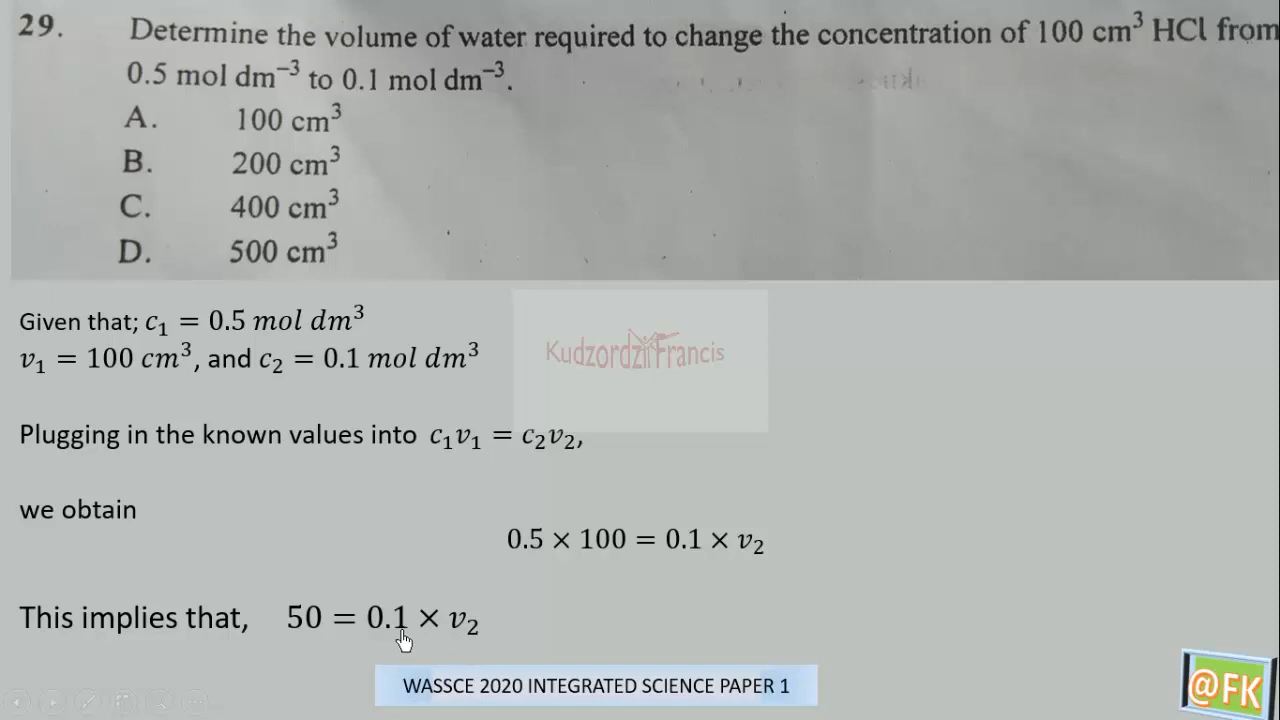 29. Determine the volume of water required to change the concentration of 100 cm³ HCl from
0.5 mol dm⁻³ to 0.1 mol dm⁻³.
A. 100 cm³
B. 200 cm³
C. 400 cm³
D. 500 cm³
Given that; c₁ = 0.5 mol dm³
v₁ = 100 cm³, and c₂ = 0.1 mol dm³
Kudzordzi Francis
Plugging in the known values into c₁v₁ = c₂v₂,
we obtain
0.5 × 100 = 0.1 × v₂
This implies that, 50 = 0.1 × v₂
WASSCE 2020 INTEGRATED SCIENCE PAPER 1
@FK